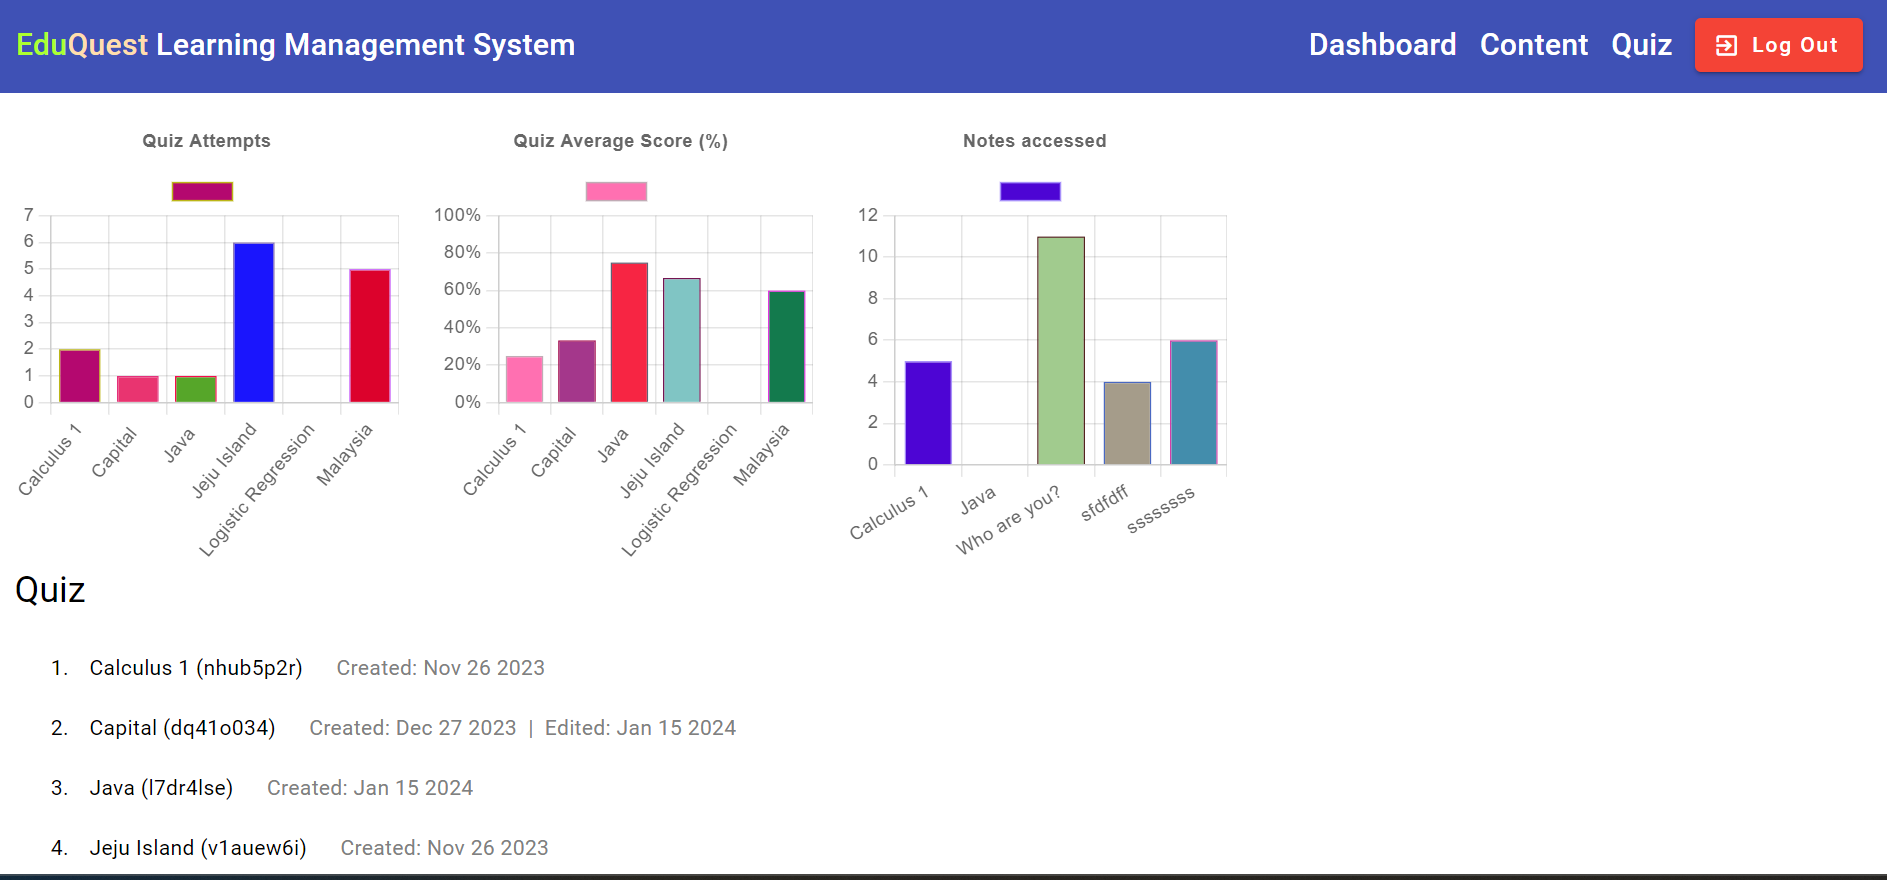 EduQuest Learning Management System
Dashboard Content Quiz Log Out
Quiz Attempts
7
6
5
4
3
2
1
0
Calculus 1
Capital
Java
Jeju Island
Logistic Regression
Malaysia
Quiz Average Score (%)
100%
80%
60%
40%
20%
0%
Calculus 1
Capital
Java
Jeju Island
Logistic Regression
Malaysia
Notes accessed
12
10
8
6
4
2
0
Calculus 1
Java
Who are you?
sfdfdff
ssssssss
Quiz
1. Calculus 1 (nhub5p2r) Created: Nov 26 2023
2. Capital (dq41o034) Created: Dec 27 2023 | Edited: Jan 15 2024
3. Java (l7dr4lse) Created: Jan 15 2024
4. Jeju Island (v1auew6i) Created: Nov 26 2023